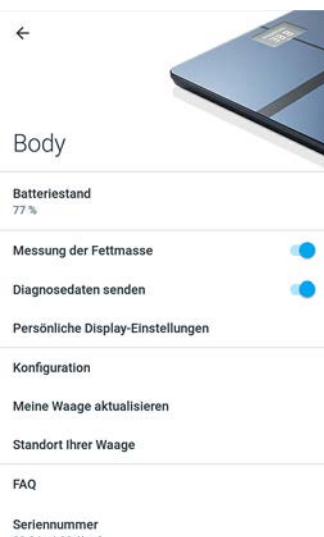 Body
Batteriestand
77 %
Messung der Fettmasse
Diagnosedaten senden
Persönliche Display-Einstellungen
Konfiguration
Meine Waage aktualisieren
Standort Ihrer Waage
FAQ
Seriennummer